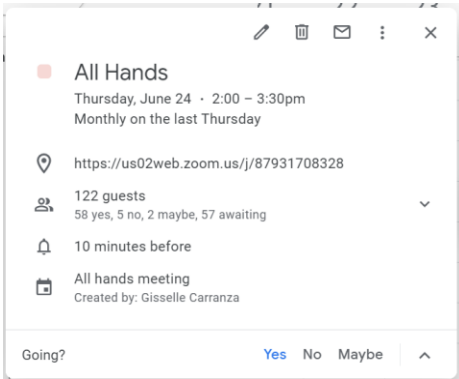 All Hands
Thursday, June 24 · 2:00 – 3:30pm
Monthly on the last Thursday
https://us02web.zoom.us/j/87931708328
122 guests
58 yes, 5 no, 2 maybe, 57 awaiting
10 minutes before
All hands meeting
Created by: Gisselle Carranza
Going? Yes No Maybe